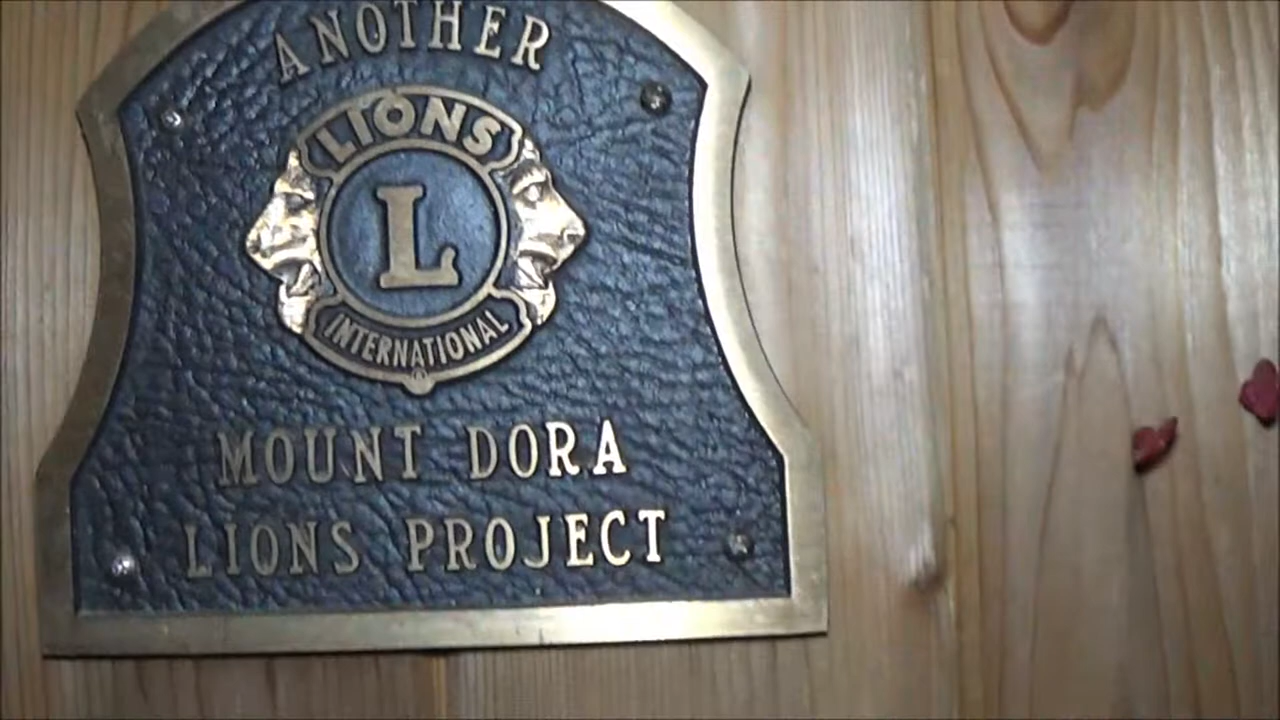 ANOTHER
LIONS
L
INTERNATIONAL
MOUNT DORA
LIONS PROJECT